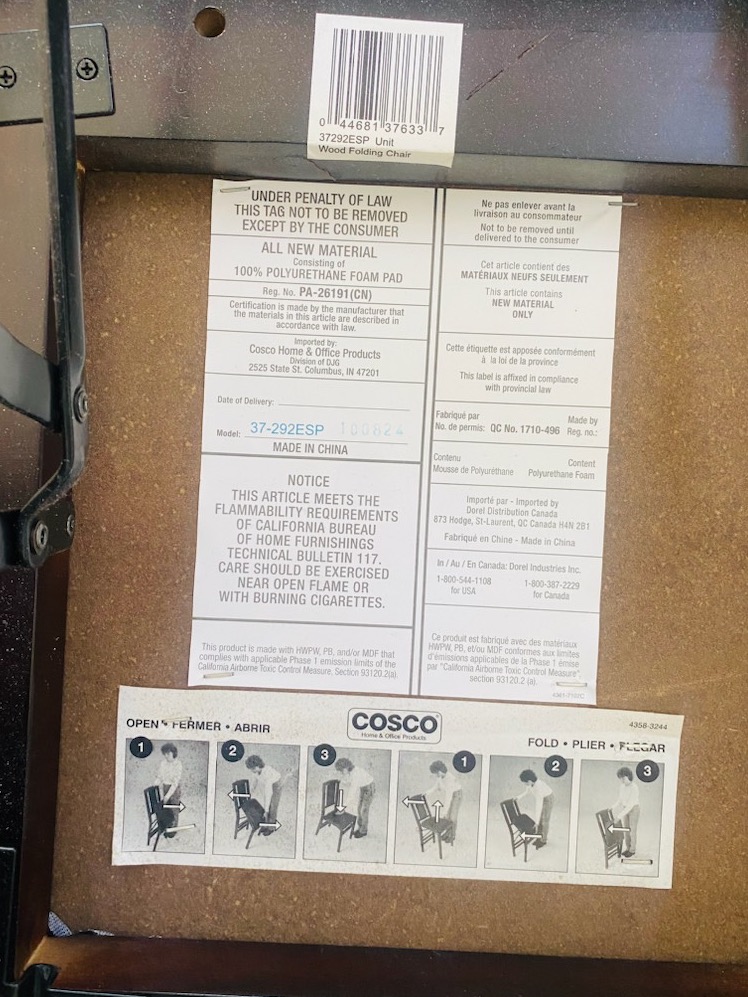 0 44681 37633 7
37292ESP Unit
Wood Folding Chair
UNDER PENALTY OF LAW
THIS TAG NOT TO BE REMOVED
EXCEPT BY THE CONSUMER
ALL NEW MATERIAL
Consisting of
100% POLYURETHANE FOAM PAD
Reg. No. PA-26191(CN)
Certification is made by the manufacturer that
the materials in this article are described in
accordance with law.
Imported by:
Cosco Home & Office Products
Division of DJG
2525 State St. Columbus, IN 47201
Date of Delivery:
Model: 37-292ESP 100824
MADE IN CHINA
NOTICE
THIS ARTICLE MEETS THE
FLAMMABILITY REQUIREMENTS
OF CALIFORNIA BUREAU
OF HOME FURNISHINGS
TECHNICAL BULLETIN 117.
CARE SHOULD BE EXERCISED
NEAR OPEN FLAME OR
WITH BURNING CIGARETTES.
This product is made with HWPW, PB, and/or MDF that
complies with applicable Phase 1 emission limits of the
California Airborne Toxic Control Measure, Section 93120.2(a).
Ne pas enlever avant la
livraison au consommateur
Not to be removed until
delivered to the consumer
Cet article contient des
MATÉRIAUX NEUFS SEULEMENT
This article contains
NEW MATERIAL
ONLY
Cette étiquette est apposée conformément
à la loi de la province
This label is affixed in compliance
with provincial law
Fabriqué par Made by
No. de permis: QC No. 1710-496 Reg. no.:
Contenu Content
Mousse de Polyuréthane Polyurethane Foam
Importé par - Imported by
Dorel Distribution Canada
873 Hodge, St-Laurent, QC Canada H4N 2B1
Fabriqué en Chine - Made in China
In / Au / En Canada: Dorel Industries Inc.
1-800-544-1108 1-800-387-2229
for USA for Canada
Ce produit est fabriqué avec des matériaux
HWPW, PB, et/ou MDF conformes aux limites
d'émissions applicables de la Phase 1 émise
par "California Airborne Toxic Control Measure",
section 93120.2 (a).
OPEN • FERMER • ABRIR
COSCO
Home & Office Products
4358-3244
FOLD • PLIER • PLEGAR
1 2 3 1 2 3